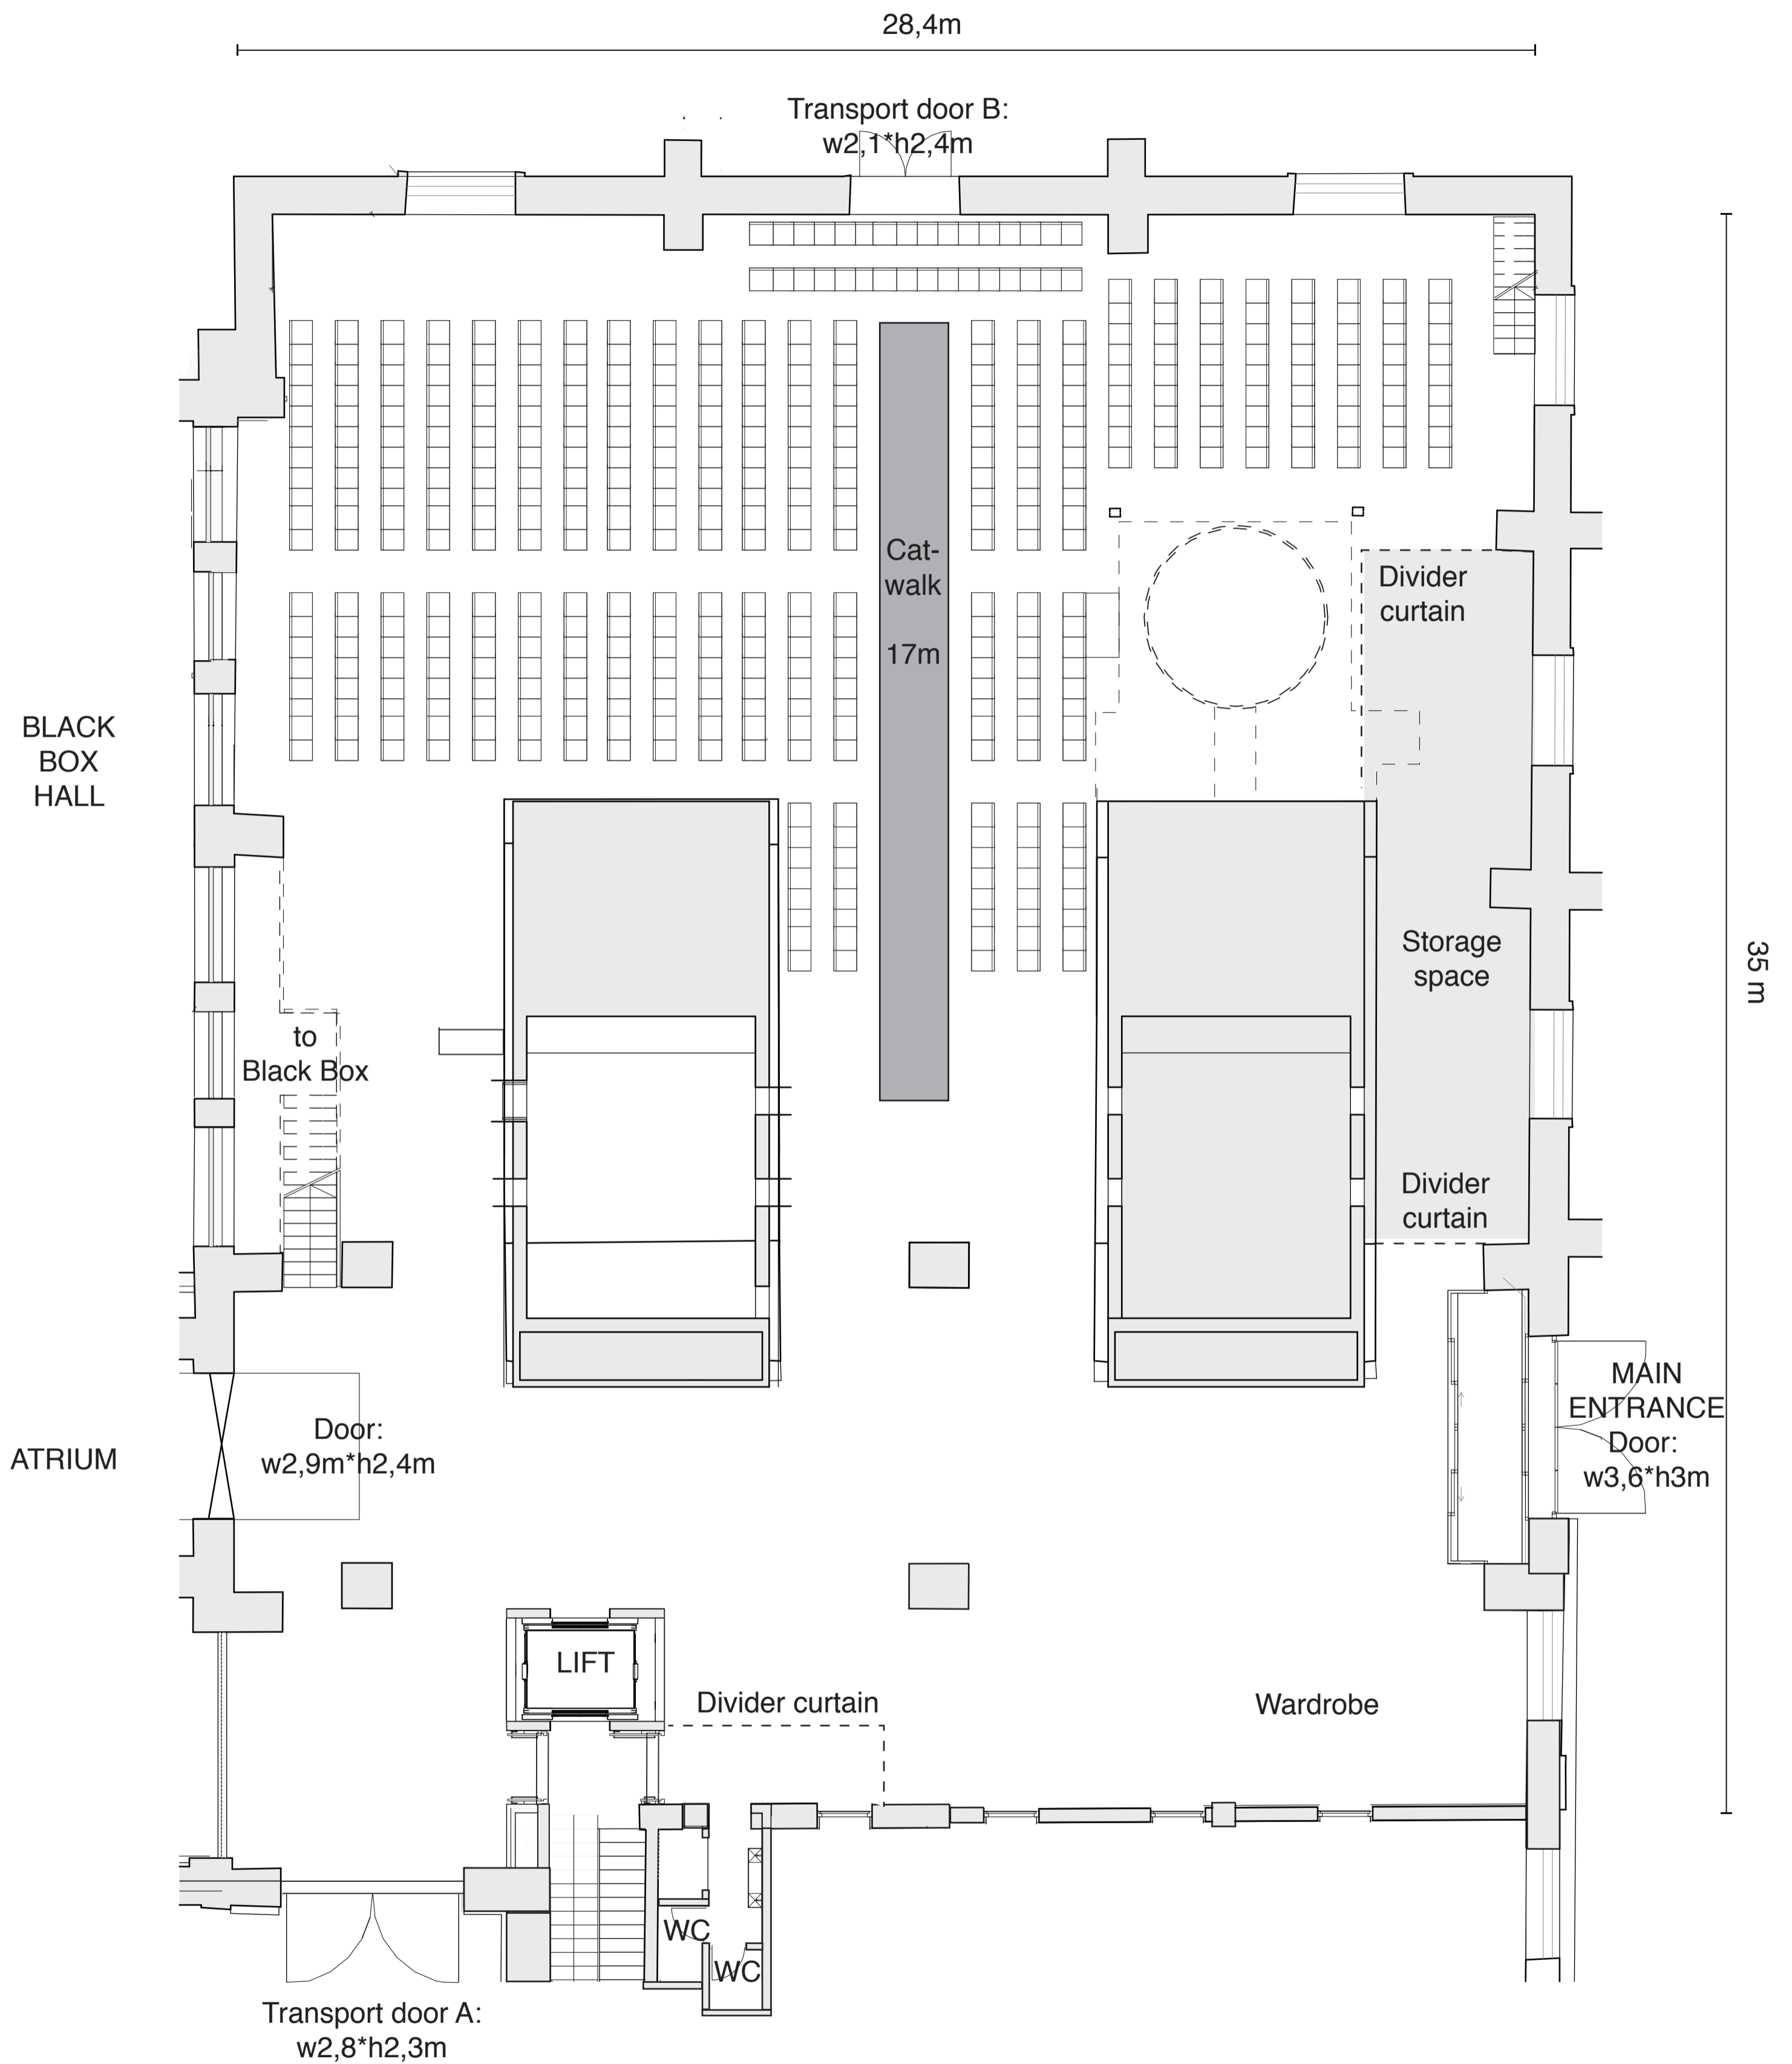 28,4m
Transport door B:
w2,1*h2,4m
Cat-
walk
17m
Divider
curtain
BLACK
BOX
HALL
Storage
space
35 m
to
Black Box
Divider
curtain
MAIN
ENTRANCE
Door:
w3,6*h3m
ATRIUM
Door:
w2,9m*h2,4m
LIFT
Divider curtain
Wardrobe
WC
WC
Transport door A:
w2,8*h2,3m